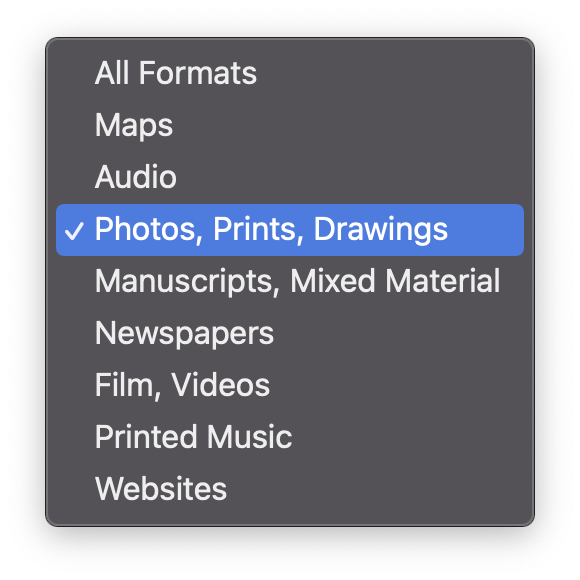 All Formats
Maps
Audio
✓ Photos, Prints, Drawings
Manuscripts, Mixed Material
Newspapers
Film, Videos
Printed Music
Websites